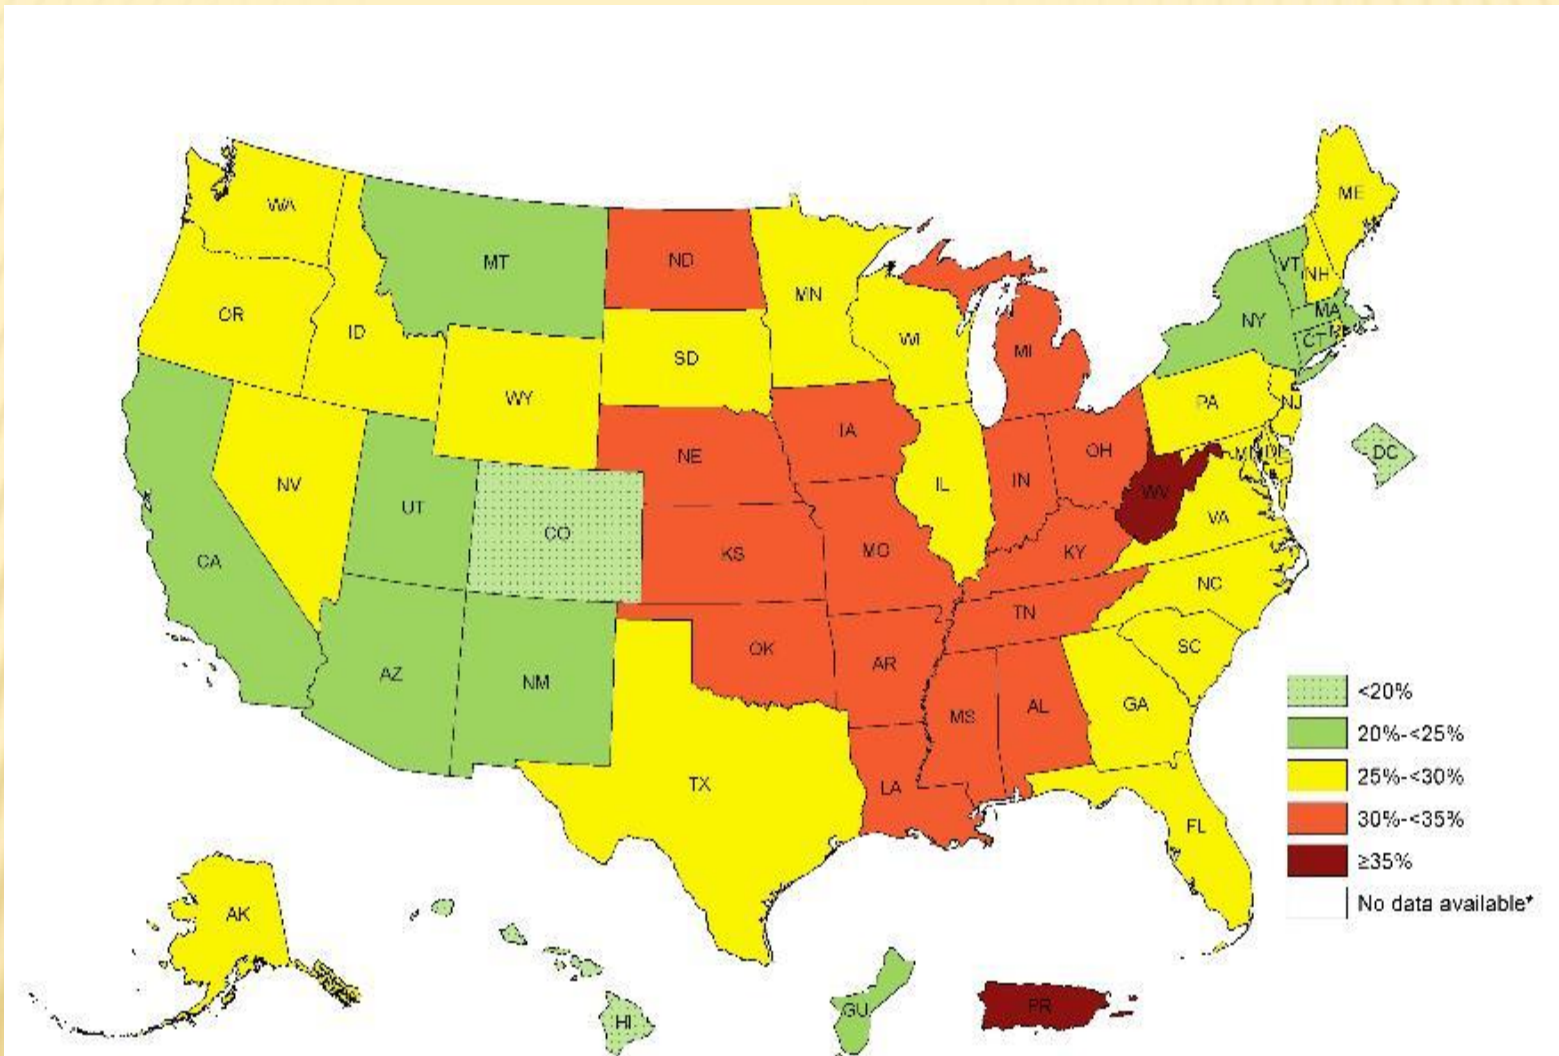 WA
ME
MT
ND
VT
NH
MN
OR
ID
MA
NY
WI
CT
SD
MI
WY
PA
NJ
IA
OH
DC
NE
IN
IL
NV
WV
UT
VA
CO
KS
MO
KY
CA
NC
TN
OK
AR
SC
AZ
NM
GA
MS
AL
TX
LA
FL
AK
GU
PR
HI
<20%
20%-<25%
25%-<30%
30%-<35%
≥35%
No data available*